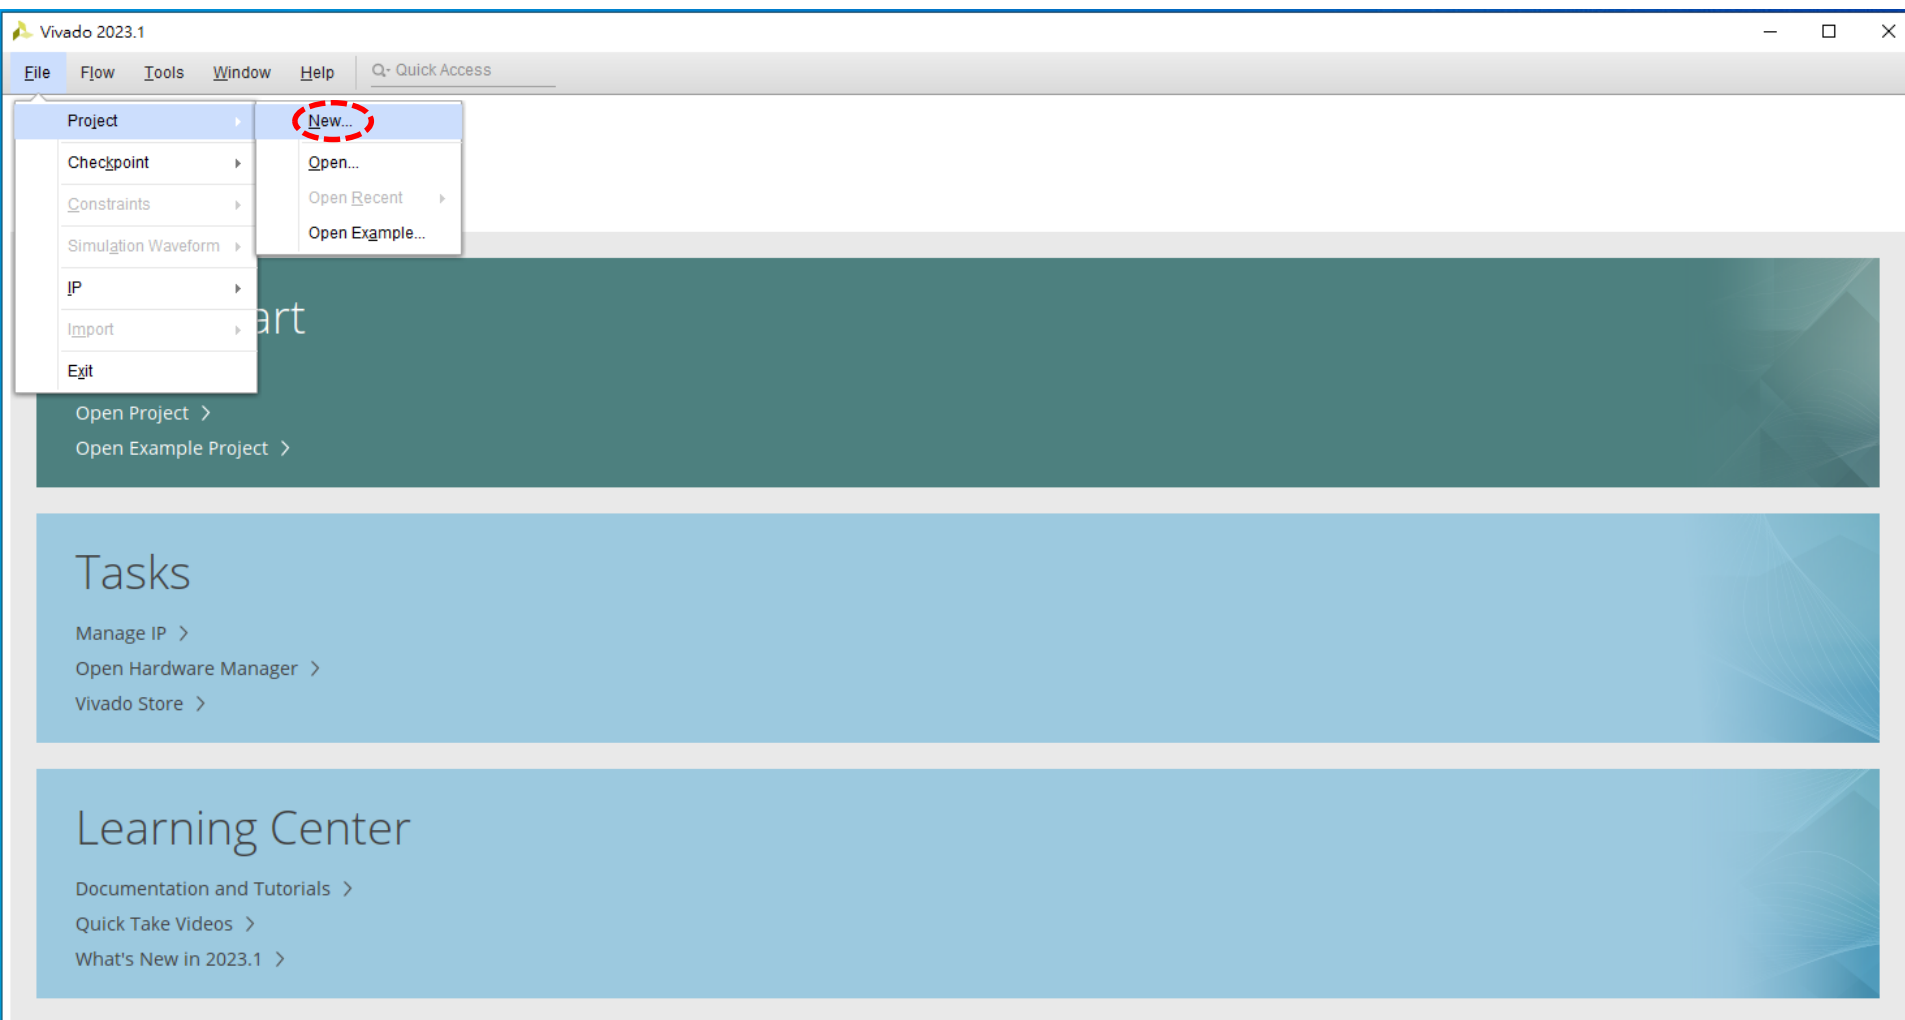 Vivado 2023.1
File Flow Tools Window Help Quick Access
Project
Checkpoint
Constraints
Simulation Waveform
IP
Import
Exit
New...
Open...
Open Recent
Open Example...
art
Open Project
Open Example Project
Tasks
Manage IP
Open Hardware Manager
Vivado Store
Learning Center
Documentation and Tutorials
Quick Take Videos
What's New in 2023.1